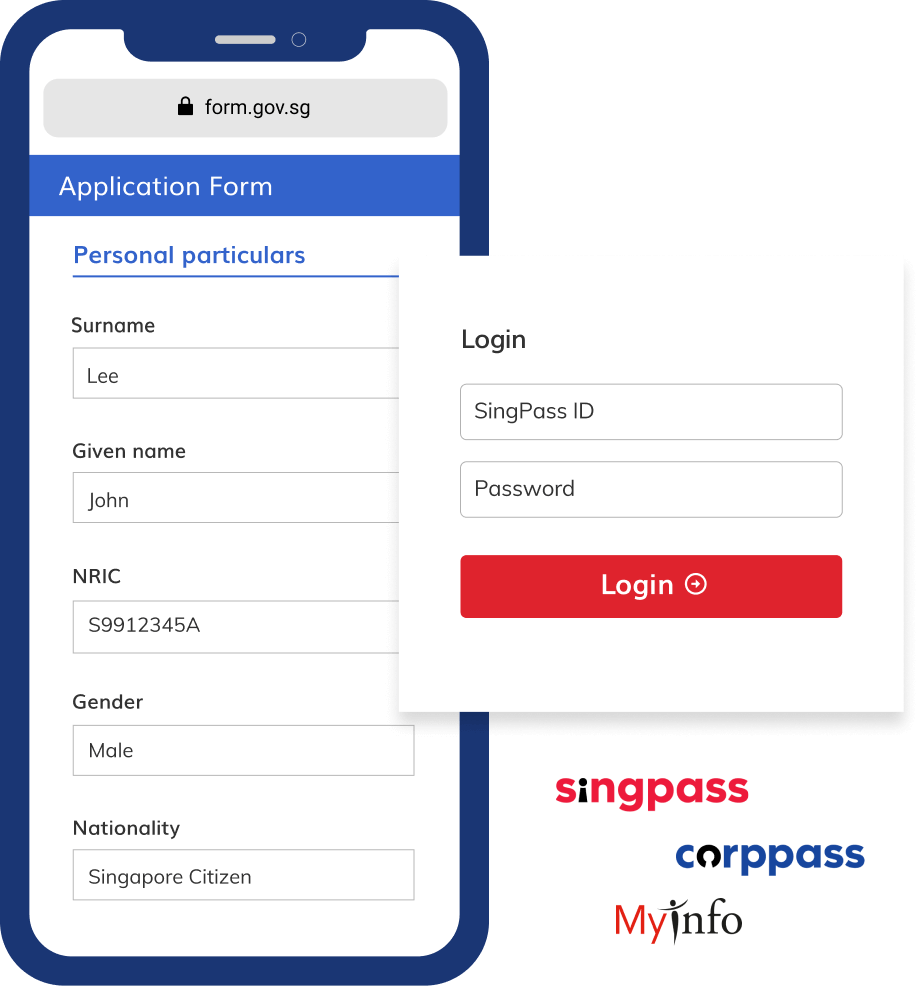 form.gov.sg
Application Form
Personal particulars
Surname
Lee
Given name
John
NRIC
S9912345A
Gender
Male
Nationality
Singapore Citizen
Login
SingPass ID
Password
Login
singpass
corppass
Myinfo